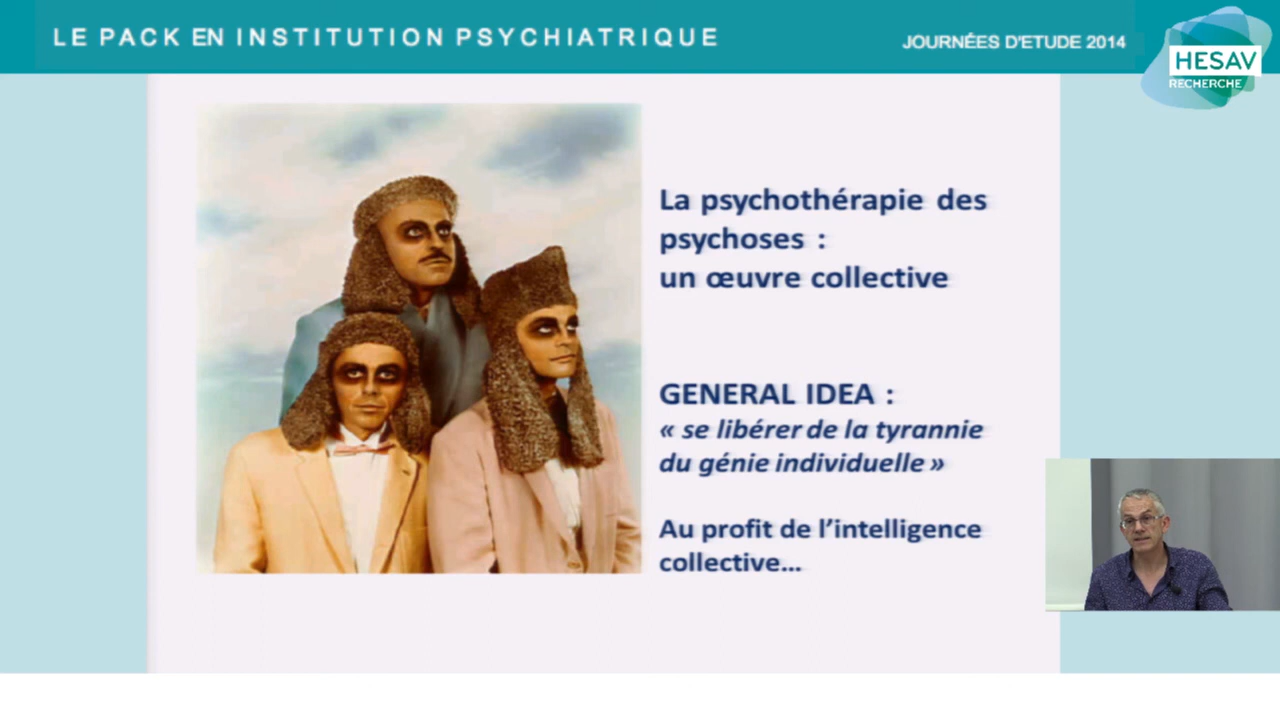 LE PACK EN INSTITUTION PSYCHIATRIQUE
JOURNÉES D'ETUDE 2014
HESAV
RECHERCHE
La psychothérapie des
psychoses :
un œuvre collective
GENERAL IDEA :
« se libérer de la tyrannie
du génie individuelle »
Au profit de l'intelligence
collective...